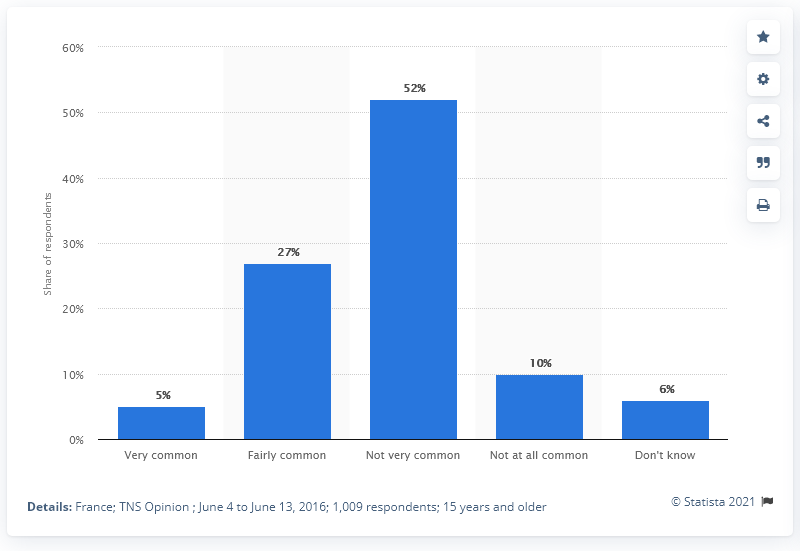 60%
50%
40%
30%
20%
10%
0%
Share of respondents
5%
27%
52%
10%
6%
Very common
Fairly common
Not very common
Not at all common
Don't know
Details: France; TNS Opinion ; June 4 to June 13, 2016; 1,009 respondents; 15 years and older
© Statista 2021